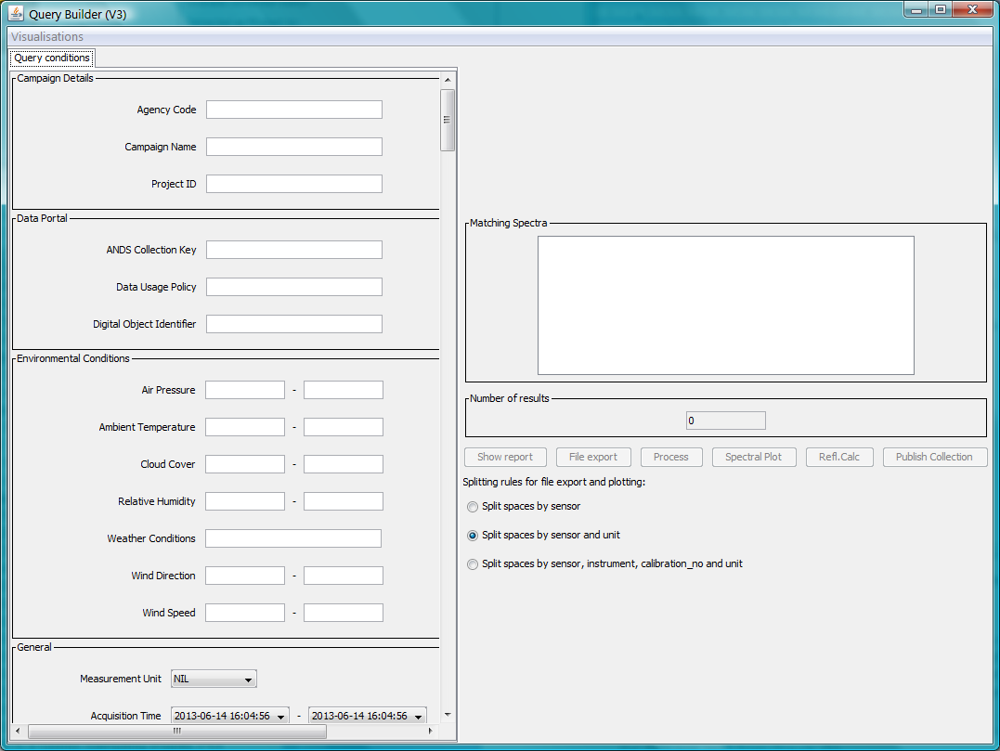 Query Builder (V3)
Visualisations
Query conditions
Campaign Details
Agency Code
Campaign Name
Project ID
Data Portal
ANDS Collection Key
Data Usage Policy
Digital Object Identifier
Environmental Conditions
Air Pressure -
Ambient Temperature -
Cloud Cover -
Relative Humidity -
Weather Conditions
Wind Direction -
Wind Speed -
General
Measurement Unit NIL
Acquisition Time 2013-06-14 16:04:56 - 2013-06-14 16:04:56
Matching Spectra
Number of results
0
Show report File export Process Spectral Plot Refl.Calc Publish Collection
Splitting rules for file export and plotting:
Split spaces by sensor
Split spaces by sensor and unit
Split spaces by sensor, instrument, calibration_no and unit